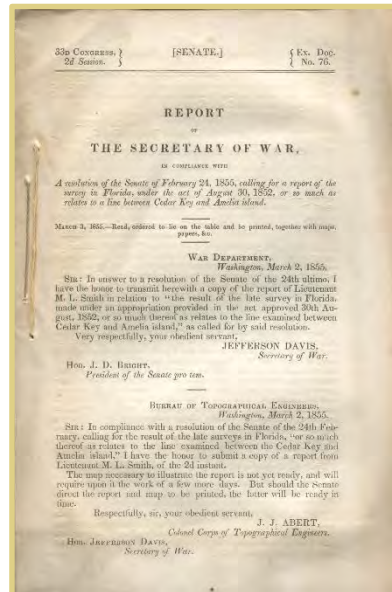 33D CONGRESS, } [SENATE.] { EX. DOC.
2d Session. } { No. 76.
REPORT
OF
THE SECRETARY OF WAR,
IN COMPLIANCE WITH
A resolution of the Senate of February 24, 1855, calling for a report of the
survey in Florida, under the act of August 30, 1852, or so much as
relates to a line between Cedar Key and Amelia island.
MARCH 3, 1855.—Read, ordered to lie on the table and be printed, together with maps,
papers, &c.
WAR DEPARTMENT,
Washington, March 2, 1855.
SIR: In answer to a resolution of the Senate of the 24th ultimo, I
have the honor to transmit herewith a copy of the report of Lieutenant
M. L. Smith in relation to "the result of the late survey in Florida,
made under an appropriation provided in the act approved 30th Au-
gust, 1852, or so much thereof as relates to the line examined between
Cedar Key and Amelia island," as called for by said resolution.
Very respectfully, your obedient servant,
JEFFERSON DAVIS,
Secretary of War.
HON. J. D. BRIGHT,
President of the Senate pro tem.
BUREAU OF TOPOGRAPHICAL ENGINEERS,
Washington, March 2, 1855.
SIR: In compliance with a resolution of the Senate of the 24th Feb-
ruary, calling for the result of the late surveys in Florida, "or so much
thereof as relates to the line examined between the Cedar Key and
Amelia island," I have the honor to submit a copy of a report from
Lieutenant M. L. Smith, of the 2d instant.
The map necessary to illustrate the report is not yet ready, and will
require upon it the work of a few more days. But should the Senate
direct the report and map to be printed, the latter will be ready in
time.
Respectfully, sir, your obedient servant,
J. J. ABERT,
Colonel Corps of Topographical Engineers.
HON. JEFFERSON DAVIS,
Secretary of War.